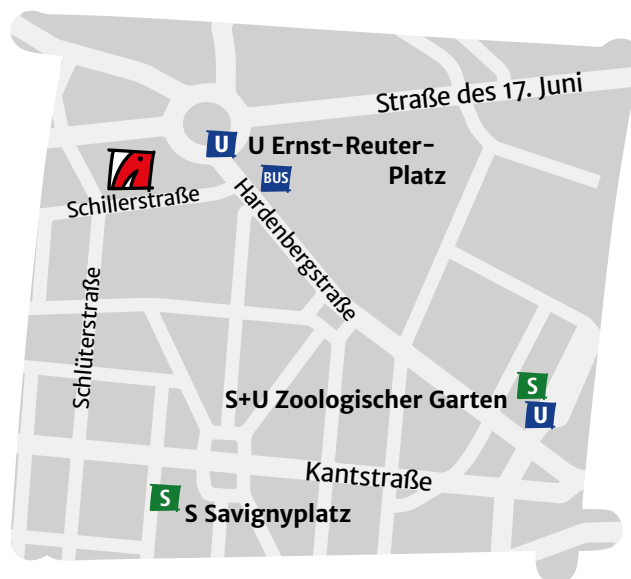 Straße des 17. Juni
U
U Ernst-Reuter-
Platz
BUS
Schillerstraße
Hardenbergstraße
Schlüterstraße
S
S+U Zoologischer Garten
U
Kantstraße
S
S Savignyplatz